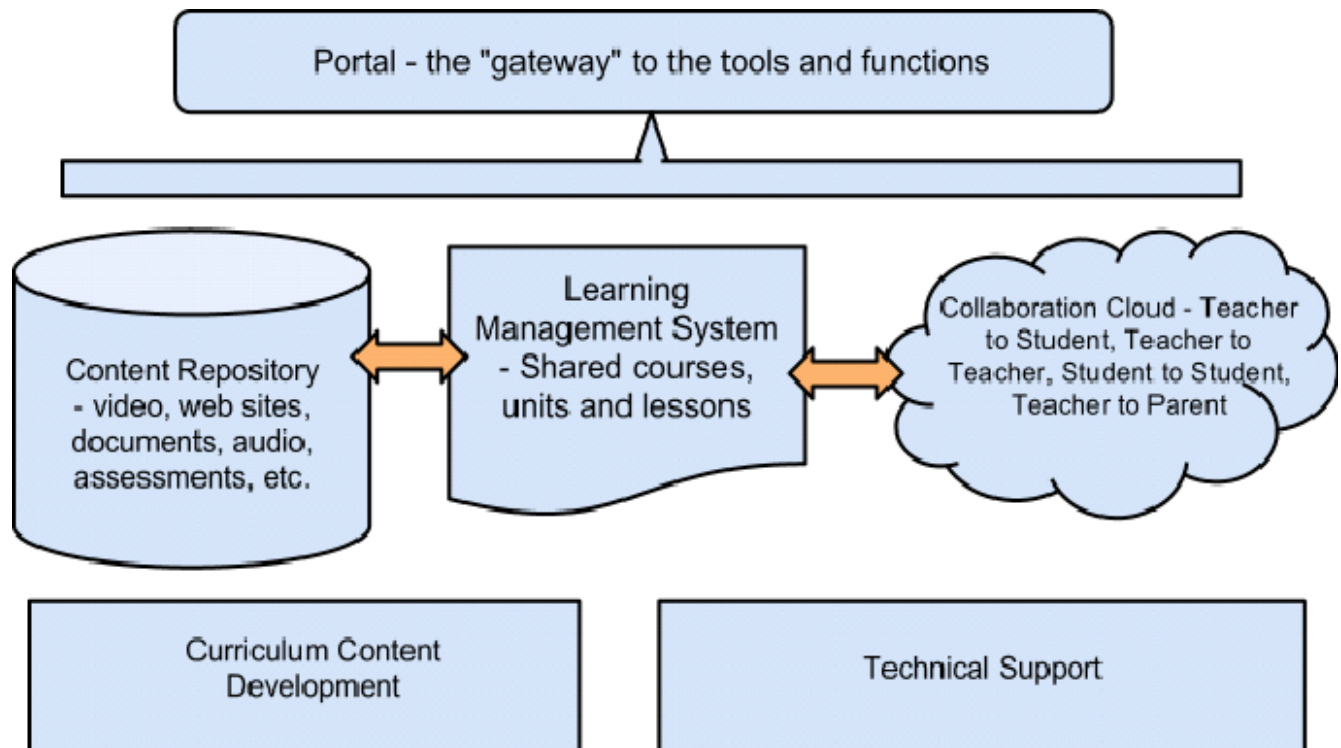 Portal - the "gateway" to the tools and functions
Content Repository
- video, web sites,
documents, audio,
assessments, etc.
Learning
Management System
- Shared courses,
units and lessons
Collaboration Cloud - Teacher
to Student, Teacher to
Teacher, Student to Student,
Teacher to Parent
Curriculum Content
Development
Technical Support